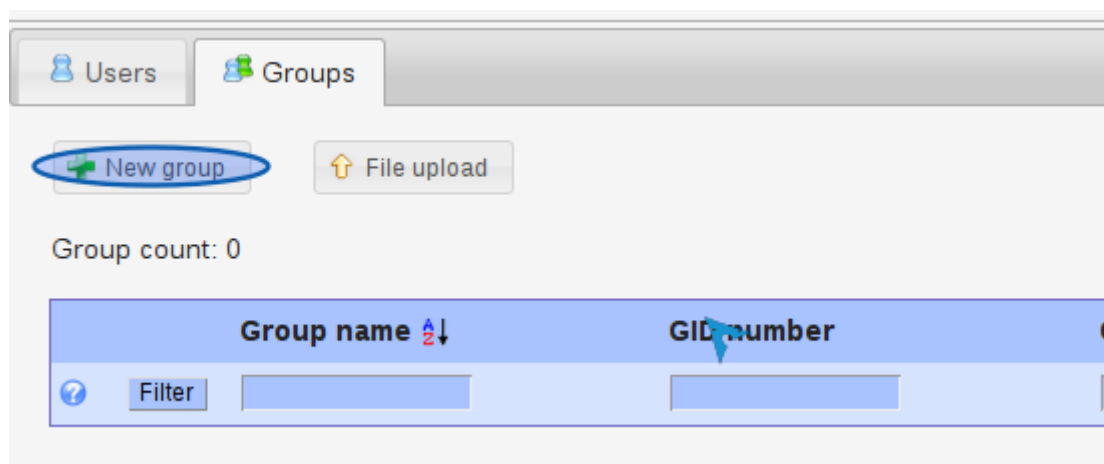 Users Groups
New group File upload
Group count: 0
Group name GID number
Filter